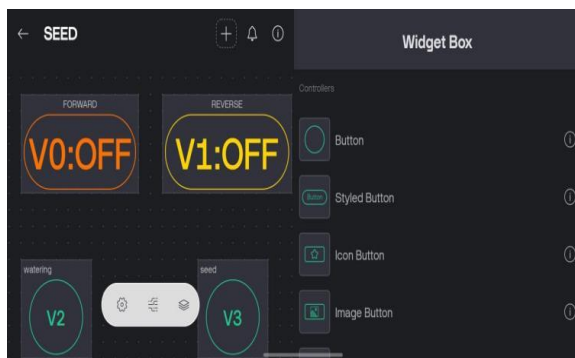 SEED
FORWARD
V0:OFF
REVERSE
V1:OFF
watering
V2
seed
V3
Widget Box
Controllers
Button
Button
Styled Button
Icon Button
Image Button